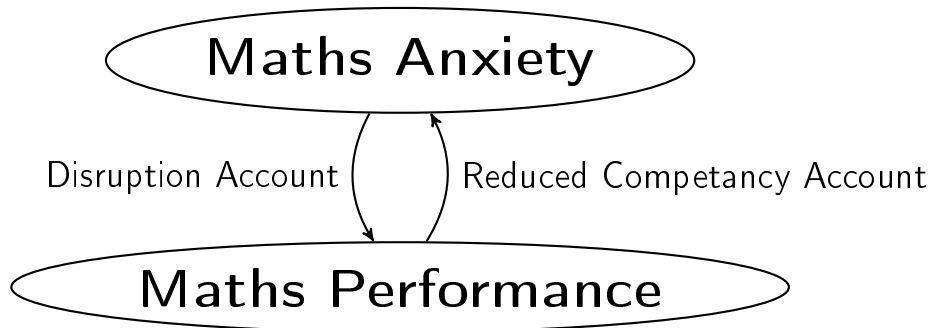 Maths Anxiety
Disruption Account
Reduced Competancy Account
Maths Performance